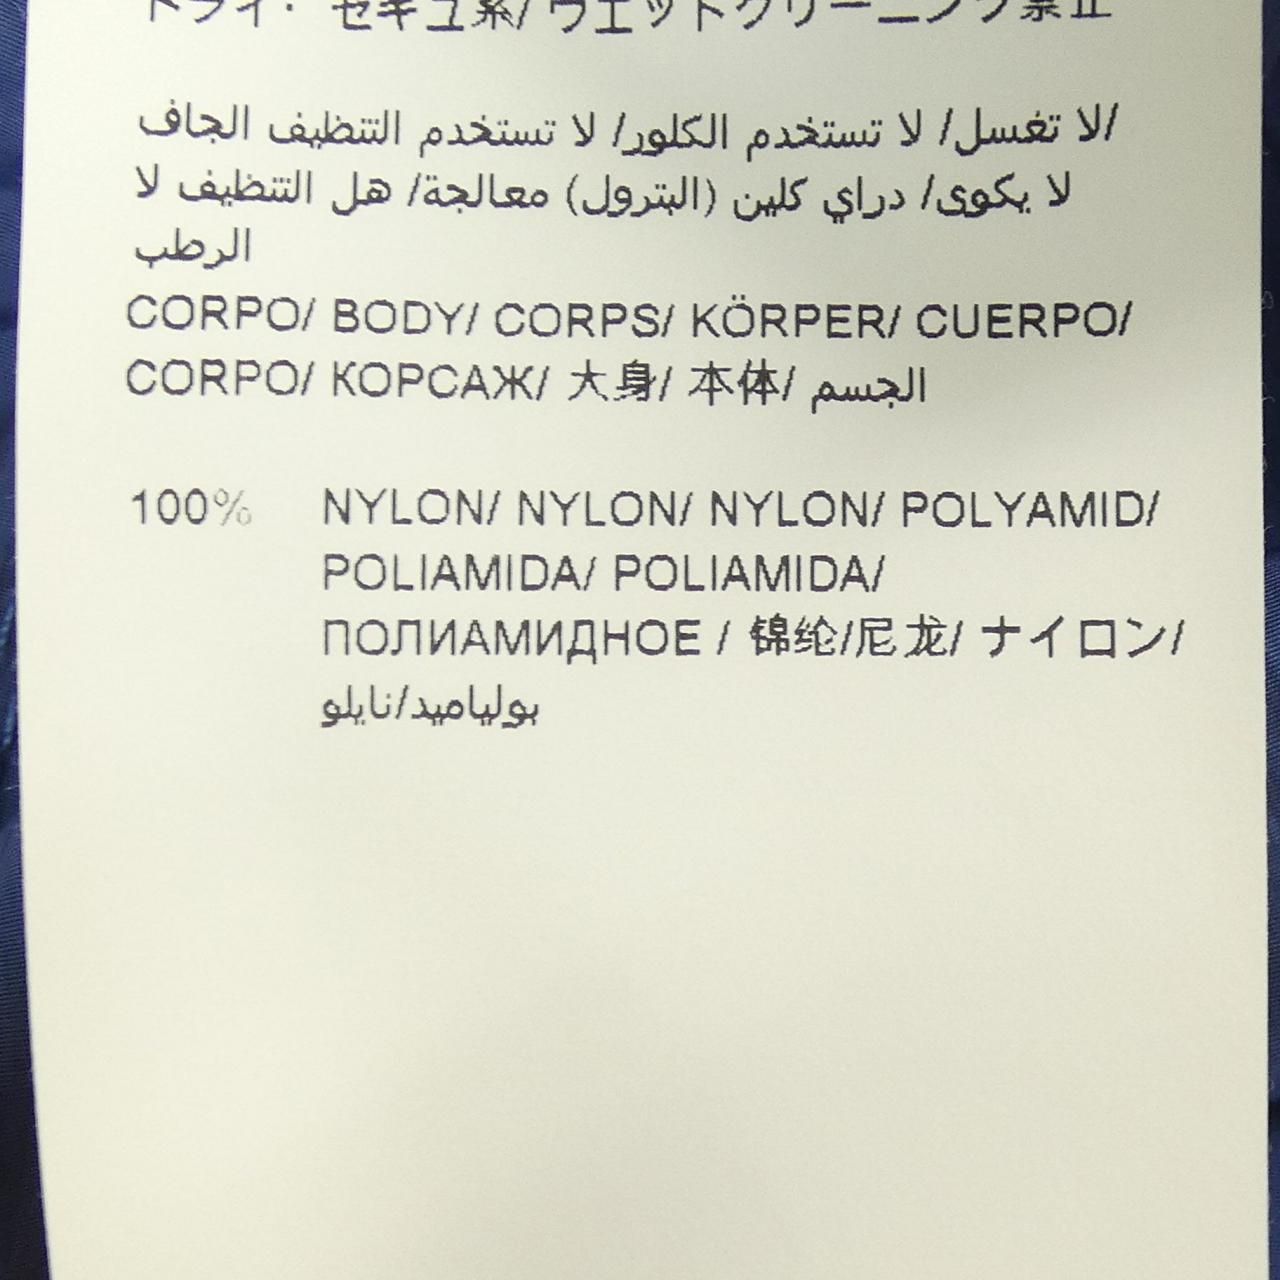 ドライ・セキユ系/ ウエットクリーニング禁止
لا تغسل/ لا تستخدم الكلور/ لا تستخدم التنظيف الجاف/
لا يكوى/ دراي كلين (البترول) معالجة/ هل التنظيف لا
الرطب
CORPO/ BODY/ CORPS/ KÖRPER/ CUERPO/
CORPO/ КОРСАЖ/ 大身/ 本体/ الجسم
100% NYLON/ NYLON/ NYLON/ POLYAMID/
POLIAMIDA/ POLIAMIDA/
ПОЛИАМИДНОЕ / 锦纶/尼龙/ ナイロン/
بولياميد/نايلو